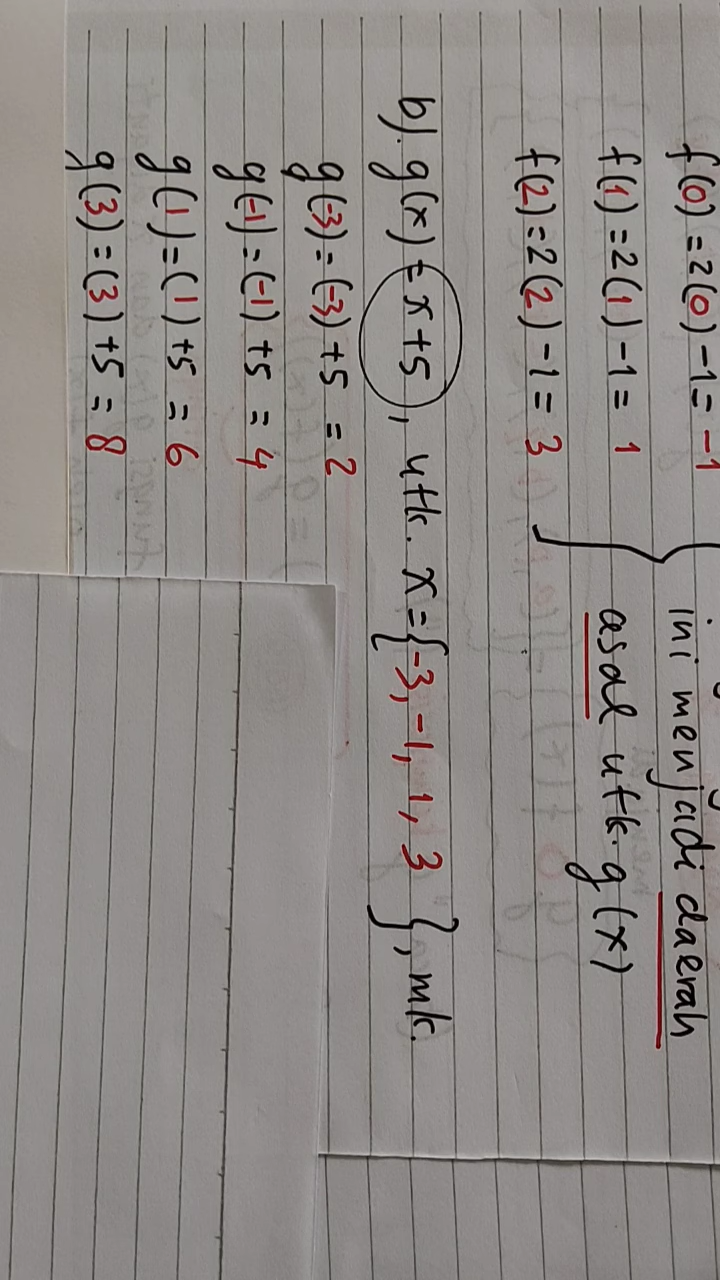 f(0) = 2(0) - 1 = -1
ini menjadi daerah
f(1) = 2(1) - 1 = 1
asal utk. g(x)
f(2) = 2(2) - 1 = 3
b). g(x) = x + 5, utk. x = {-3, -1, 1, 3}, mk.
g(-3) = (-3) + 5 = 2
g(-1) = (-1) + 5 = 4
g(1) = (1) + 5 = 6
g(3) = (3) + 5 = 8